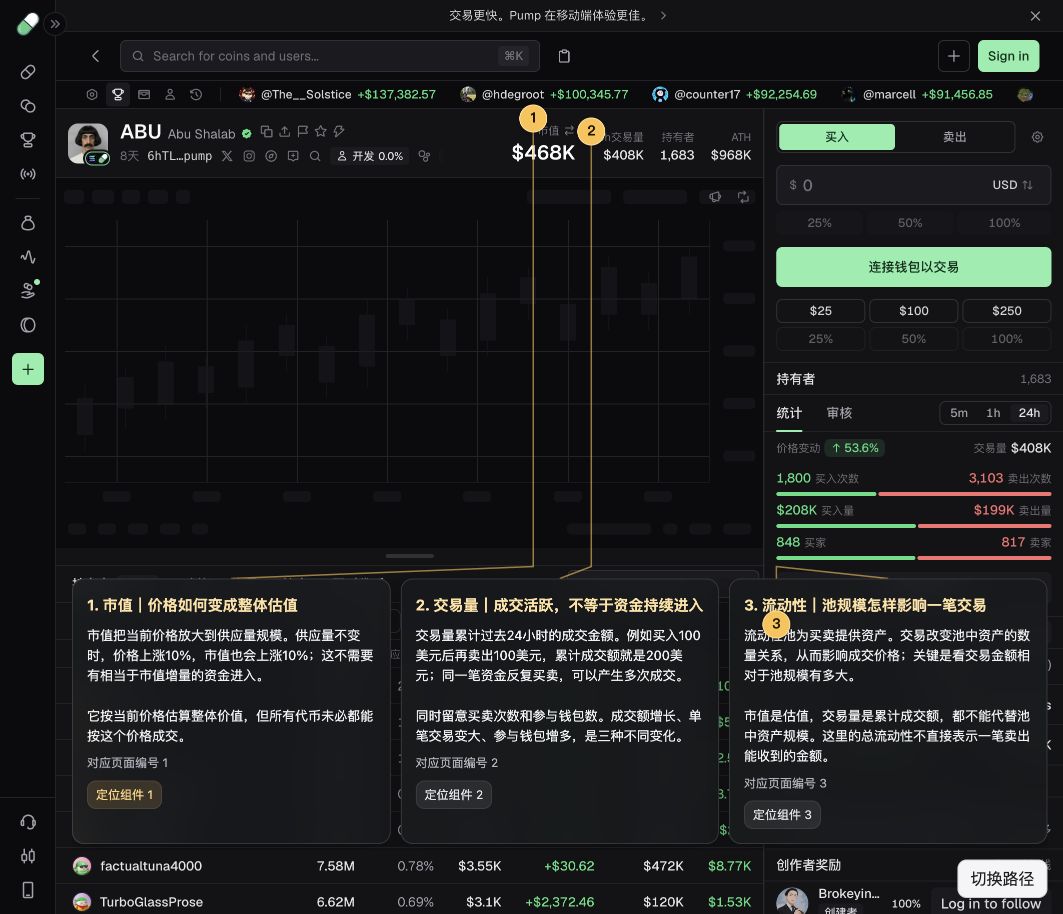 交易更快。Pump 在移动端体验更佳。
Search for coins and users...
⌘K
Sign in
@The__Solstice +$137,382.57
@hdegroot +$100,345.77
@counter17 +$92,254.69
@marcell +$91,456.85
ABU Abu Shalab
8天 6hTL…pump
开发 0.0%
1
市值
$468K
2
交易量
$408K
持有者
1,683
ATH
$968K
买入
卖出
$ 0
USD
25%
50%
100%
连接钱包以交易
$25
$100
$250
25%
50%
100%
持有者
1,683
统计
审核
5m
1h
24h
价格变动 ↑ 53.6%
交易量 $408K
1,800 买入次数
3,103 卖出次数
$208K 买入量
$199K 卖出量
848 买家
817 卖家
1. 市值｜价格如何变成整体估值
市值把当前价格放大到供应量规模。供应量不变
时，价格上涨10%，市值也会上涨10%；这不需要
有相当于市值增量的资金进入。
它按当前价格估算整体价值，但所有代币未必都能
按这个价格成交。
对应页面编号 1
定位组件 1
2. 交易量｜成交活跃，不等于资金持续进入
交易量累计过去24小时的成交金额。例如买入100
美元后再卖出100美元，累计成交额就是200美
元；同一笔资金反复买卖，可以产生多次成交。
同时留意买卖次数和参与钱包数。成交额增长、单
笔交易变大、参与钱包增多，是三种不同变化。
对应页面编号 2
定位组件 2
3. 流动性｜池规模怎样影响一笔交易
3
流动性池为买卖提供资产。交易改变池中资产的数
量关系，从而影响成交价格；关键是看交易金额相
对于池规模有多大。
市值是估值，交易量是累计成交额，都不能代替池
中资产规模。这里的总流动性不直接表示一笔卖出
能收到的金额。
对应页面编号 3
定位组件 3
factualtuna4000 7.58M 0.78% $3.55K +$30.62 $472K $8.77K
TurboGlassProse 6.62M 0.69% $3.1K +$2,372.46 $120K $1.53K
创作者奖励
Brokeyin...
创建者
100%
切换路径
Log in to follow